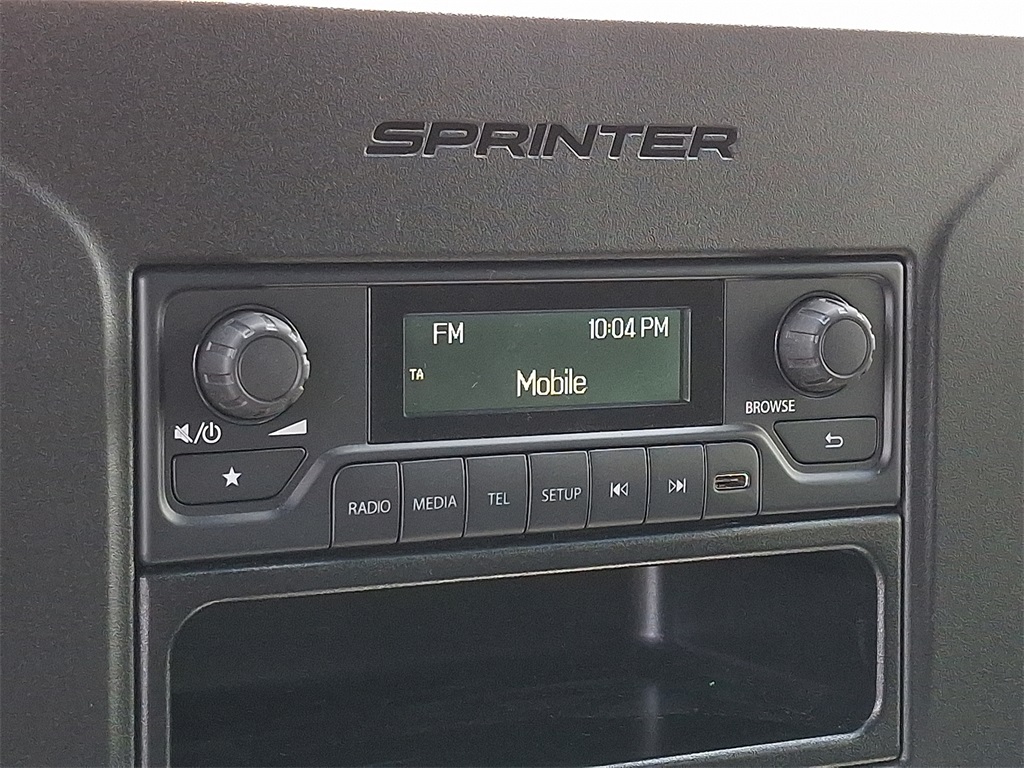 SPRINTER
FM 10:04 PM
TA
Mobile
BROWSE
RADIO MEDIA TEL SETUP